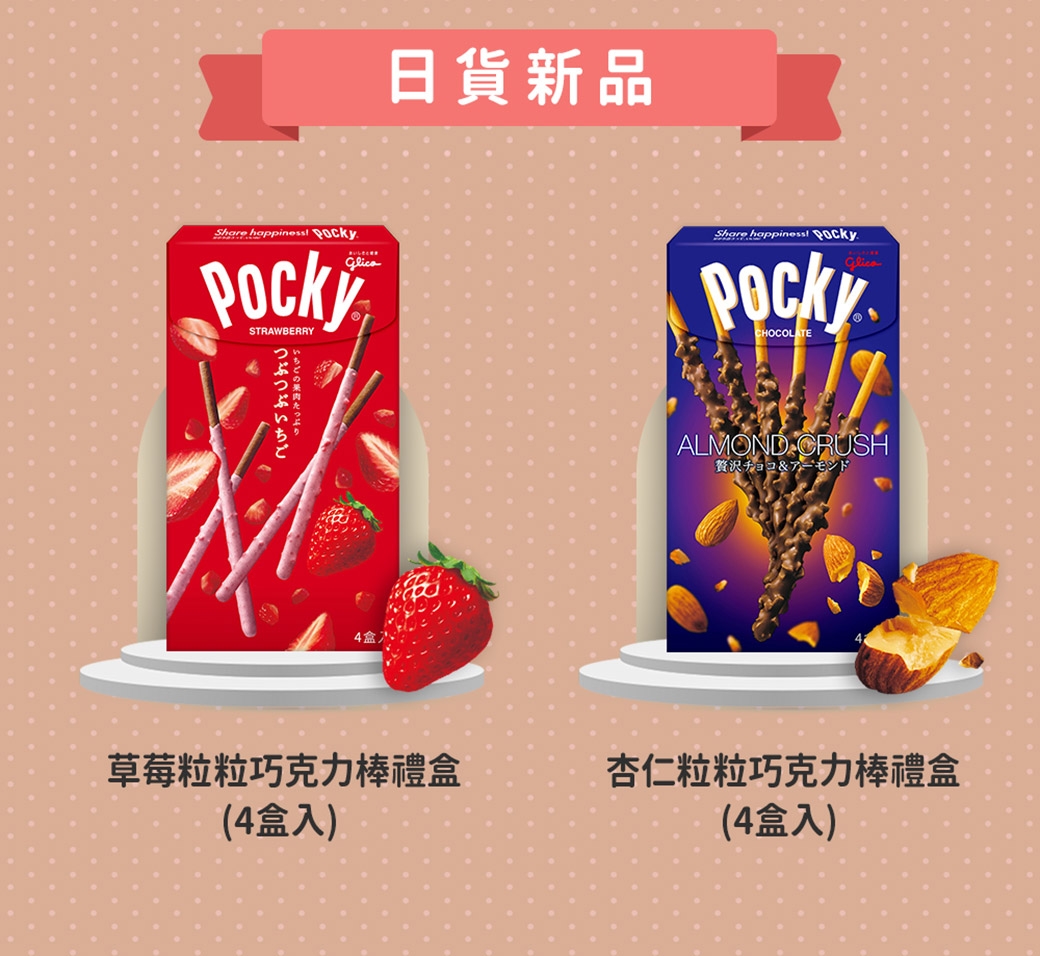 日貨新品
Share happiness! Pocky
Glico
Pocky
STRAWBERRY
いちごの果肉たっぷり
つぶつぶいちご
4盒入
草莓粒粒巧克力棒禮盒
(4盒入)
Share happiness! Pocky
Glico
Pocky
CHOCOLATE
ALMOND CRUSH
贅沢チョコ&アーモンド
4
杏仁粒粒巧克力棒禮盒
(4盒入)